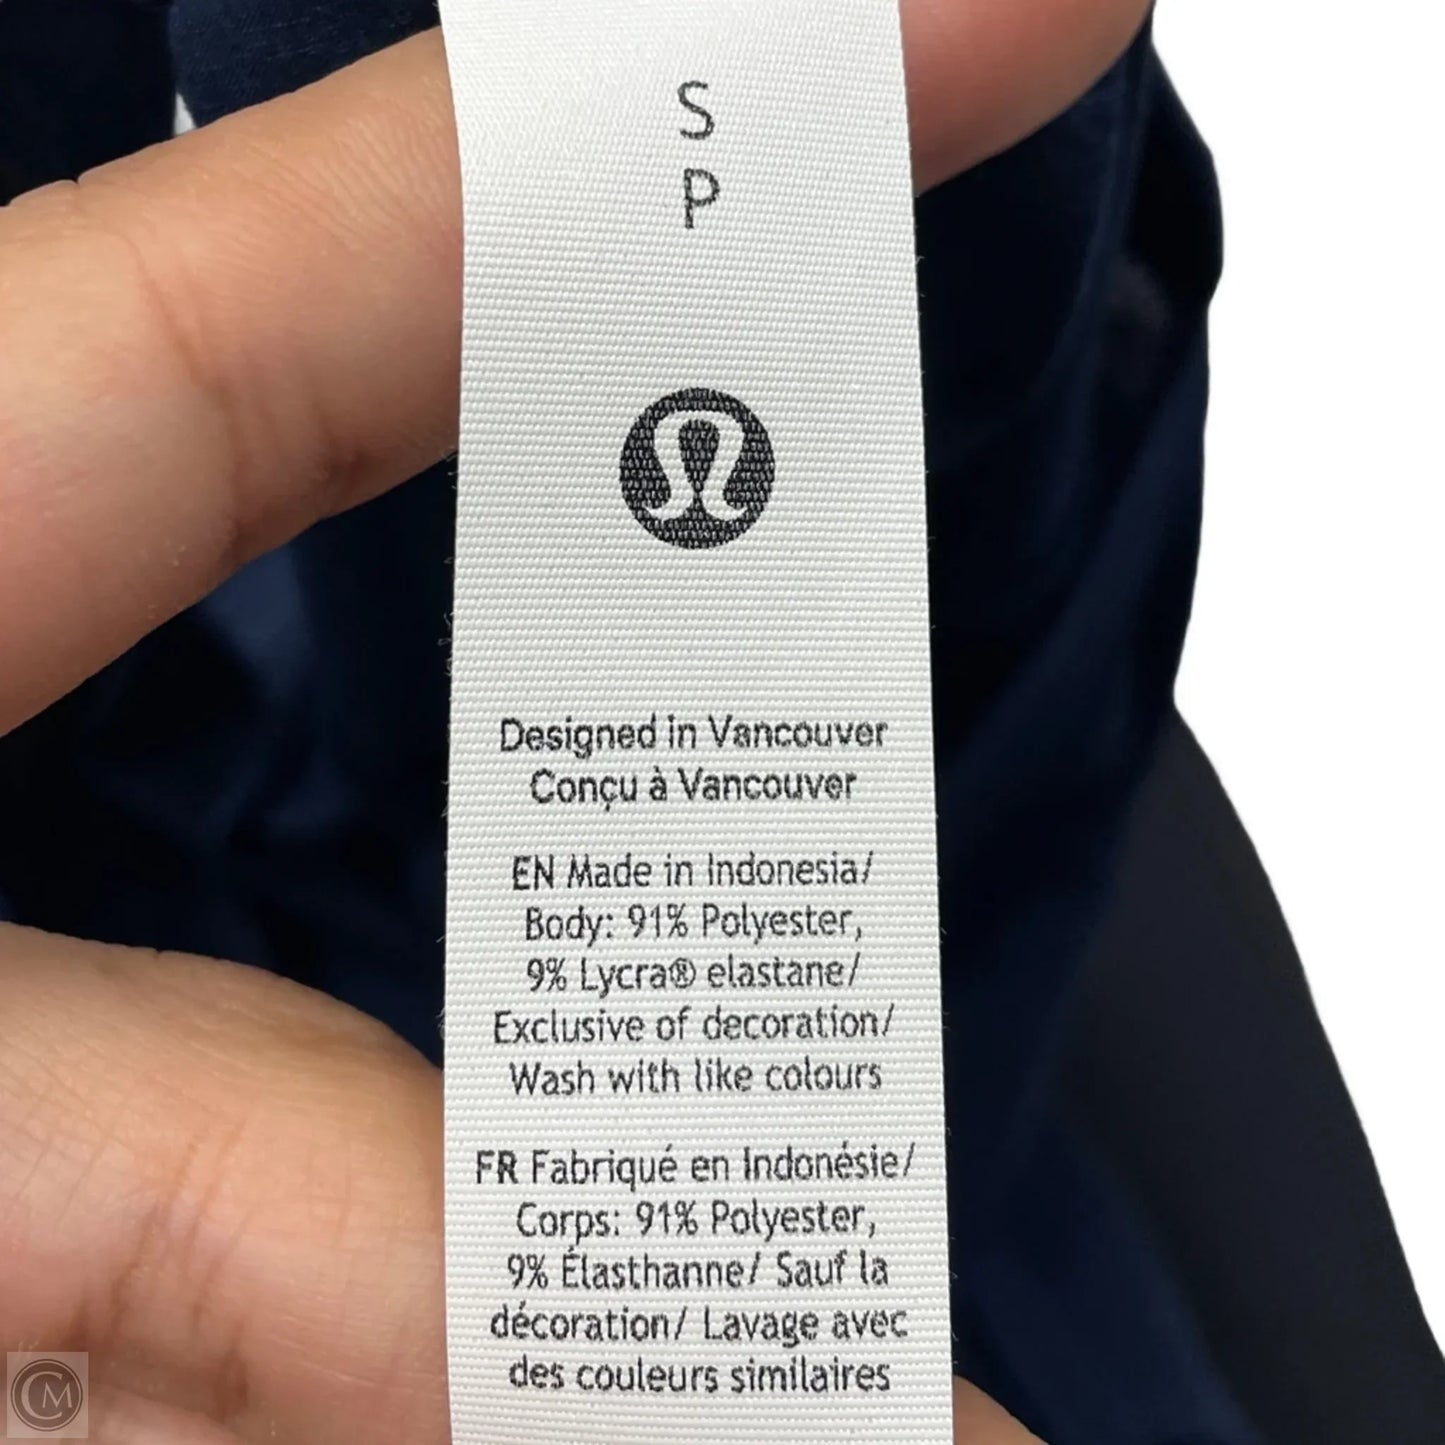 S
P
Designed in Vancouver
Conçu à Vancouver
EN Made in Indonesia/
Body: 91% Polyester,
9% Lycra® elastane/
Exclusive of decoration/
Wash with like colours
FR Fabriqué en Indonésie/
Corps: 91% Polyester,
9% Élasthanne/ Sauf la
décoration/ Lavage avec
des couleurs similaires
CM